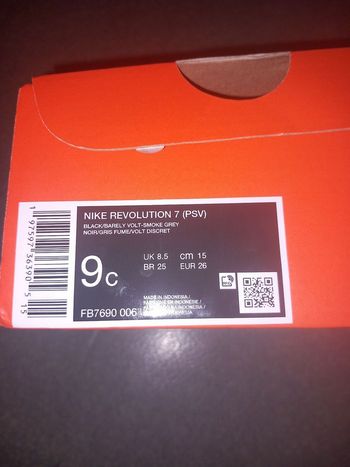 NIKE REVOLUTION 7 (PSV)
BLACK/BARELY VOLT-SMOKE GREY
NOIR/GRIS FUME/VOLT DISCRET
9c
UK 8.5 cm 15
BR 25 EUR 26
FB7690 006
MADE IN INDONESIA /